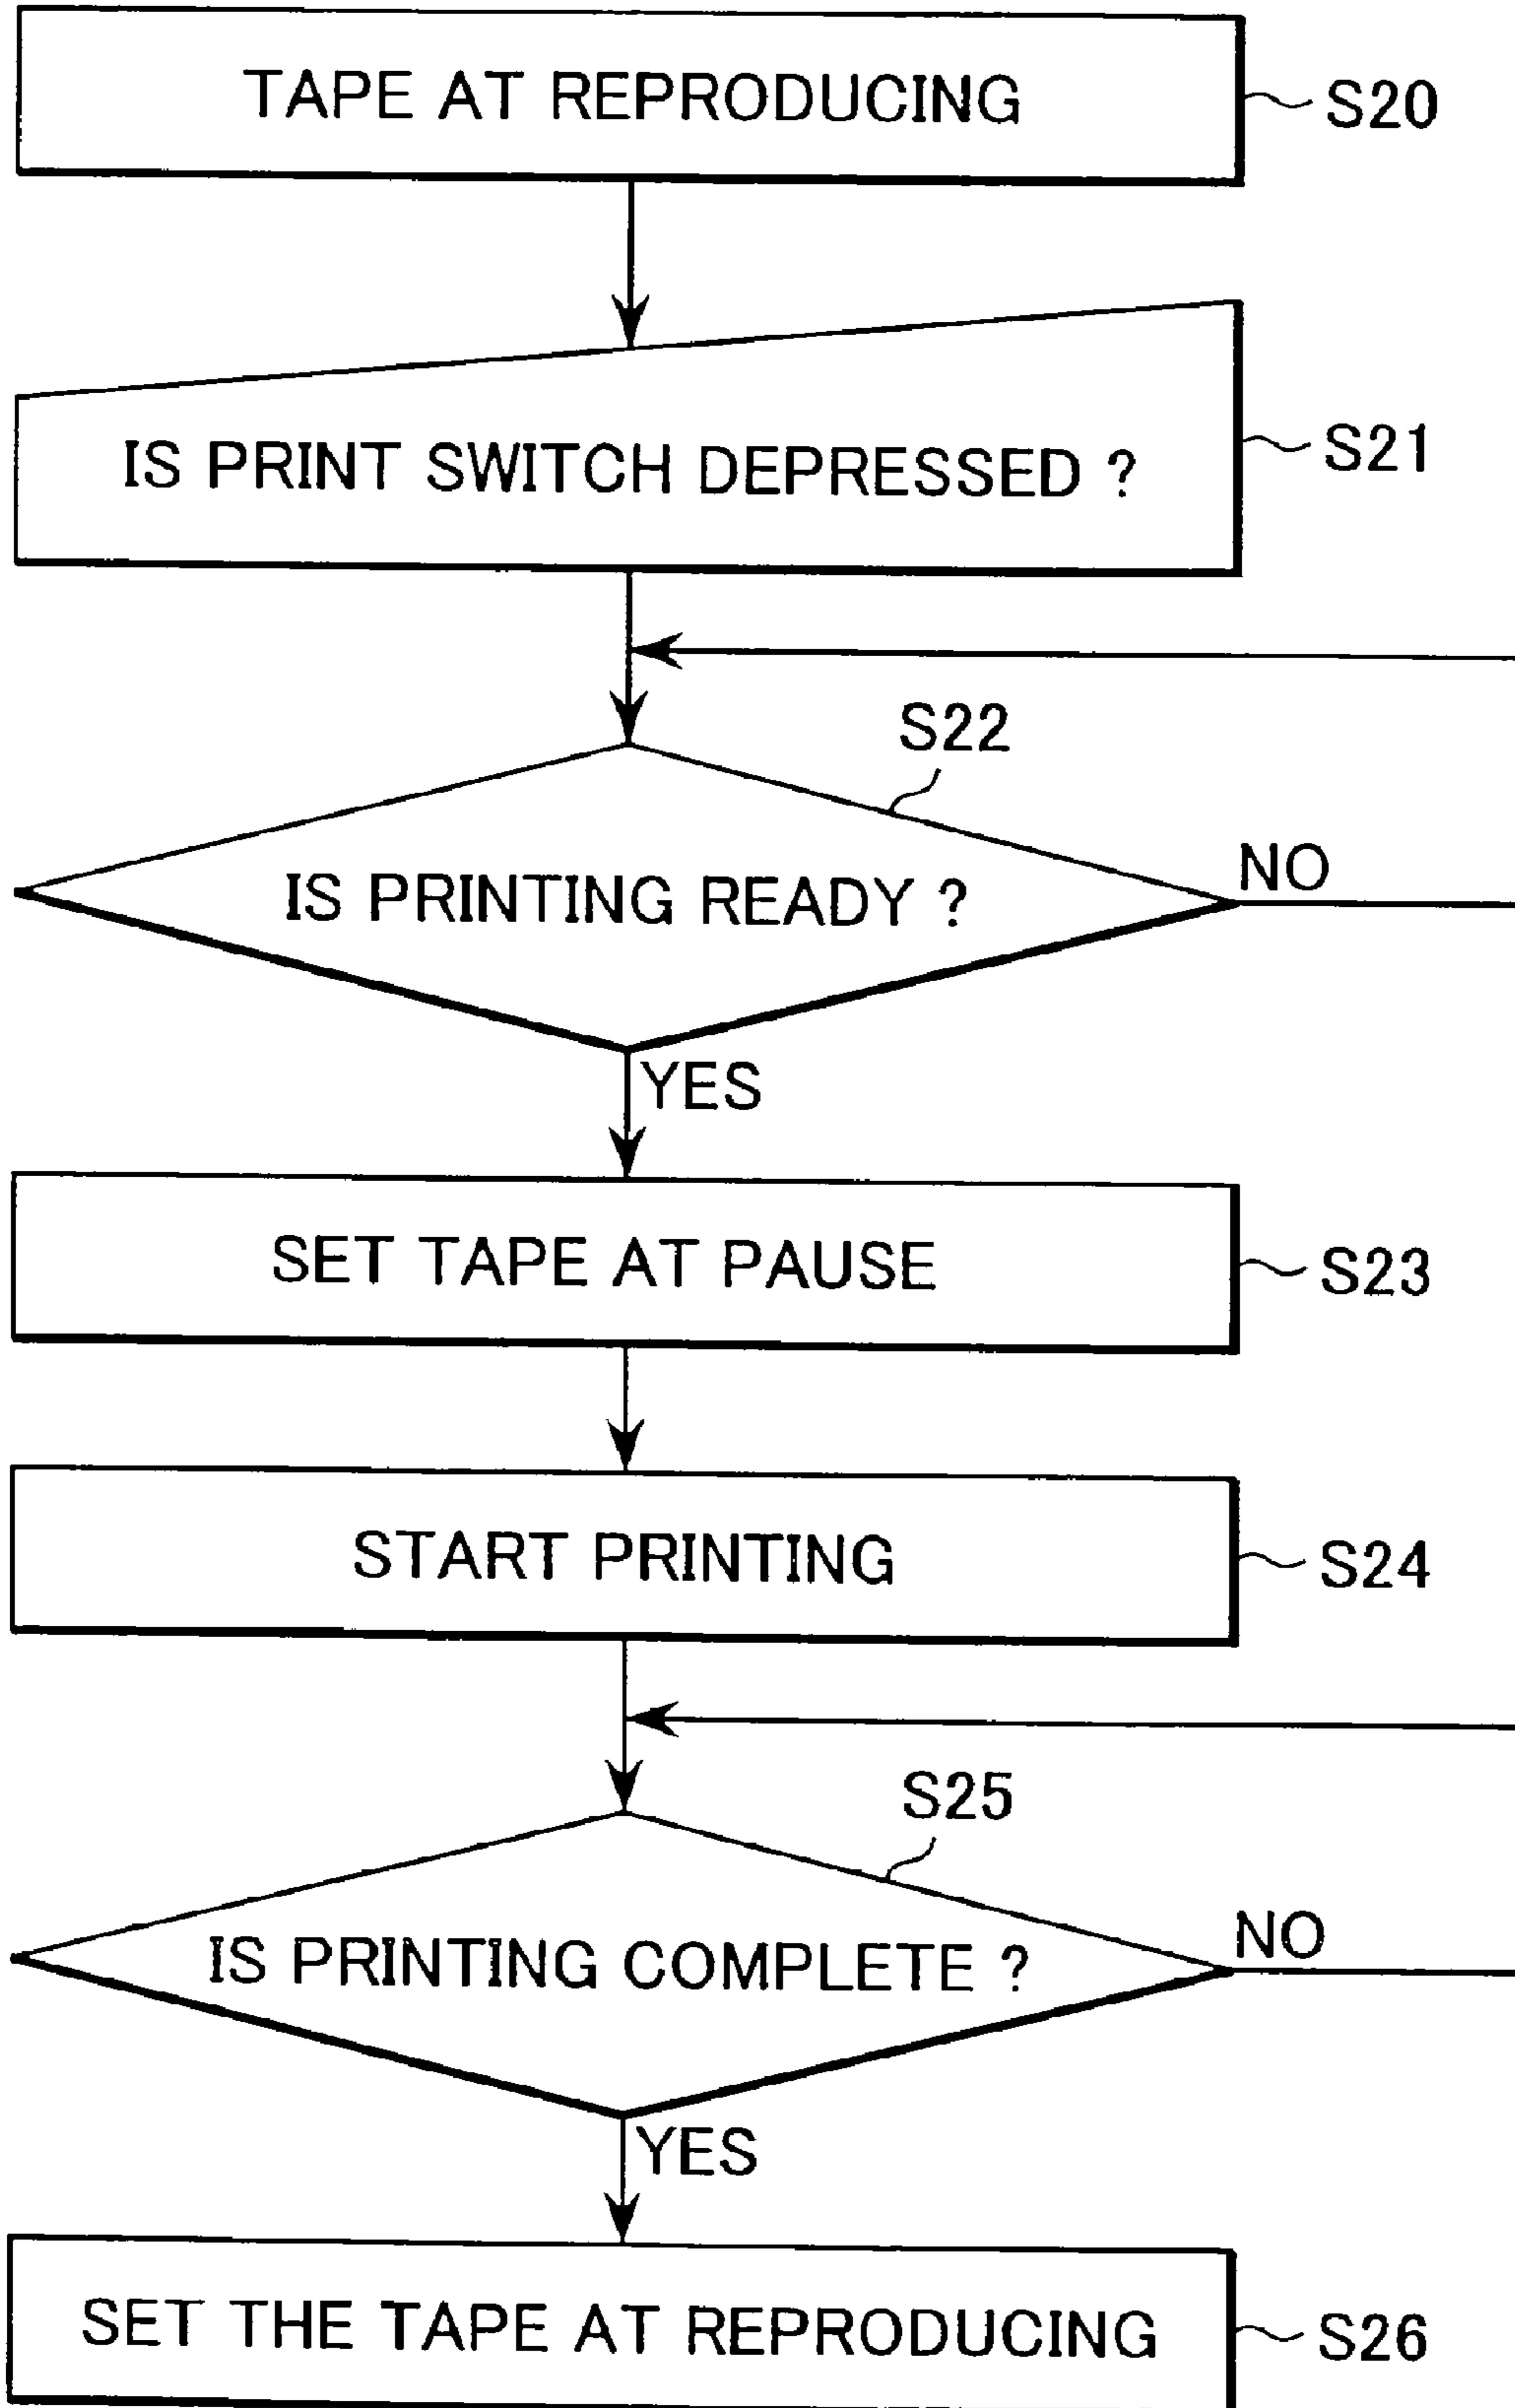 TAPE AT REPRODUCING
S20
IS PRINT SWITCH DEPRESSED ?
S21
S22
IS PRINTING READY ?
NO
YES
SET TAPE AT PAUSE
S23
START PRINTING
S24
S25
IS PRINTING COMPLETE ?
NO
YES
SET THE TAPE AT REPRODUCING
S26